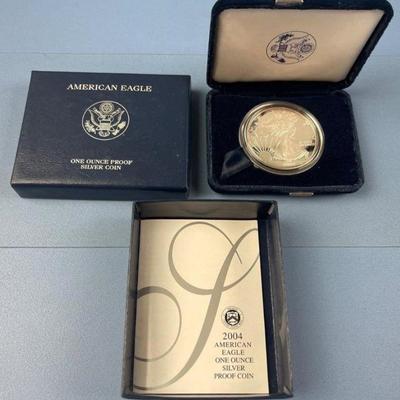 AMERICAN EAGLE
ONE OUNCE PROOF
SILVER COIN
2004
AMERICAN
EAGLE
ONE OUNCE
SILVER
PROOF COIN